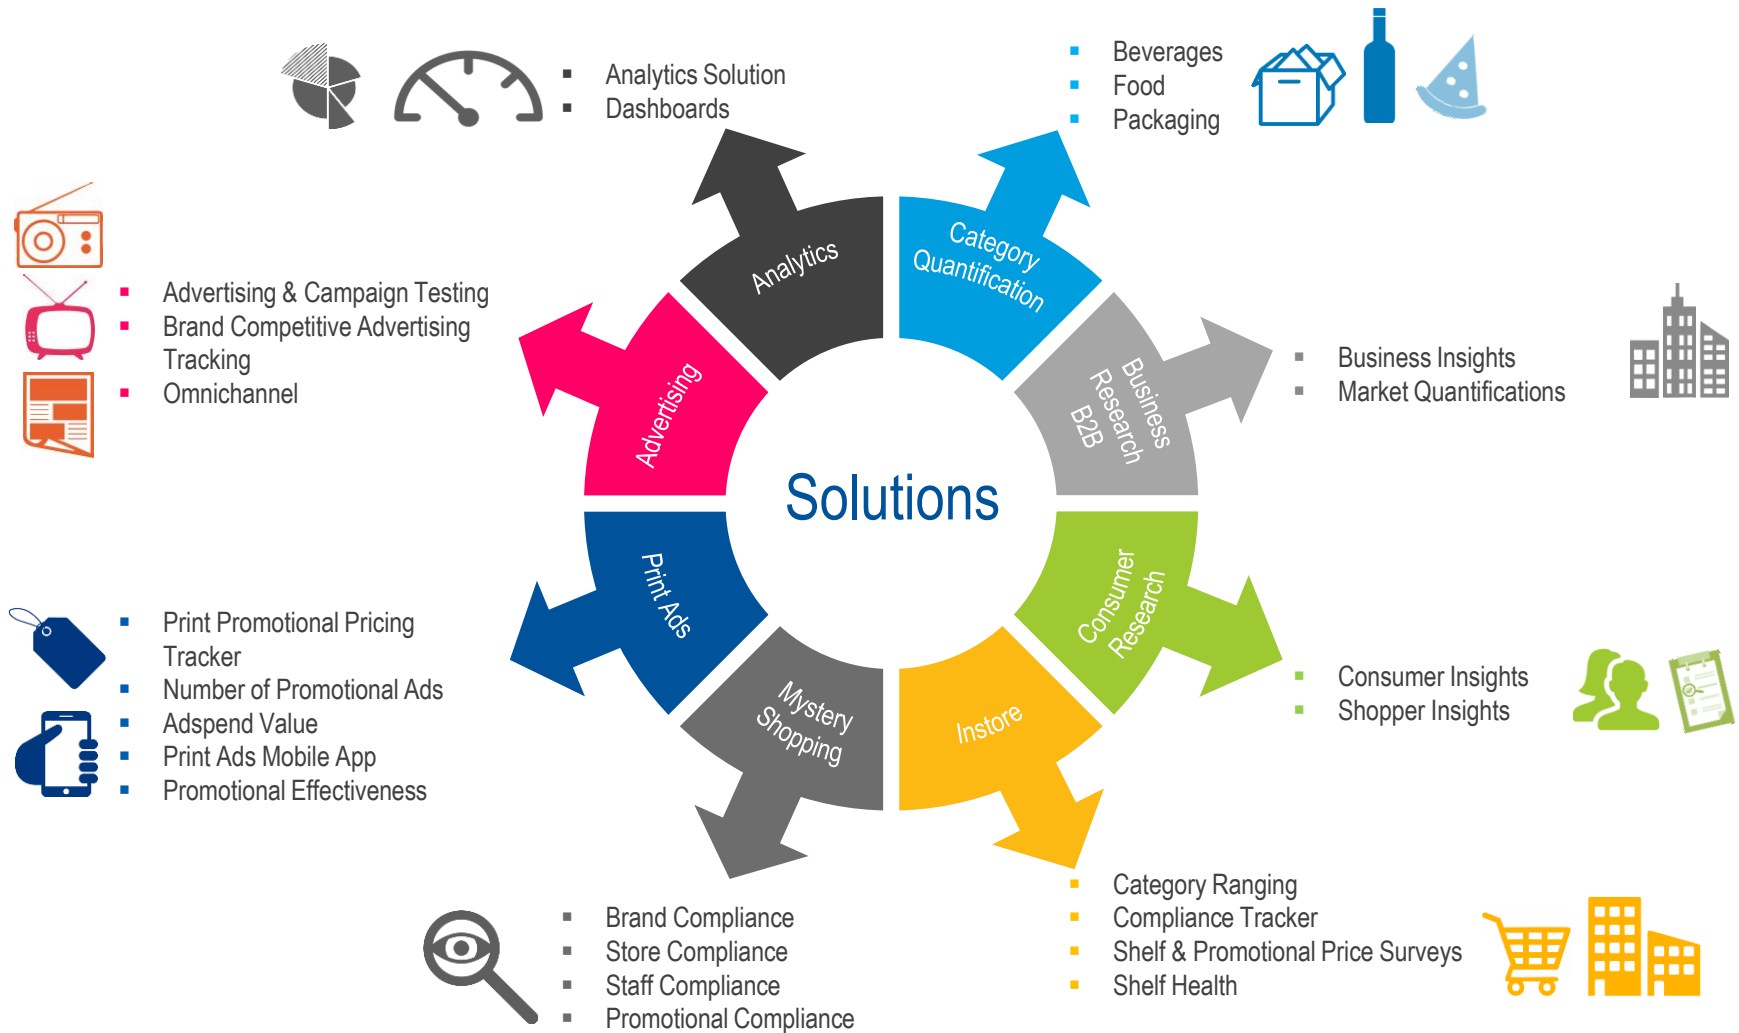 Analytics Solution
Dashboards
Beverages
Food
Packaging
Advertising & Campaign Testing
Brand Competitive Advertising
Tracking
Omnichannel
Business Insights
Market Quantifications
Print Promotional Pricing
Tracker
Number of Promotional Ads
Adspend Value
Print Ads Mobile App
Promotional Effectiveness
Consumer Insights
Shopper Insights
Brand Compliance
Store Compliance
Staff Compliance
Promotional Compliance
Category Ranging
Compliance Tracker
Shelf & Promotional Price Surveys
Shelf Health
Solutions
Analytics
Category
Quantification
Business
Research
B2B
Consumer
Research
Instore
Mystery
Shopping
Print Ads
Advertising